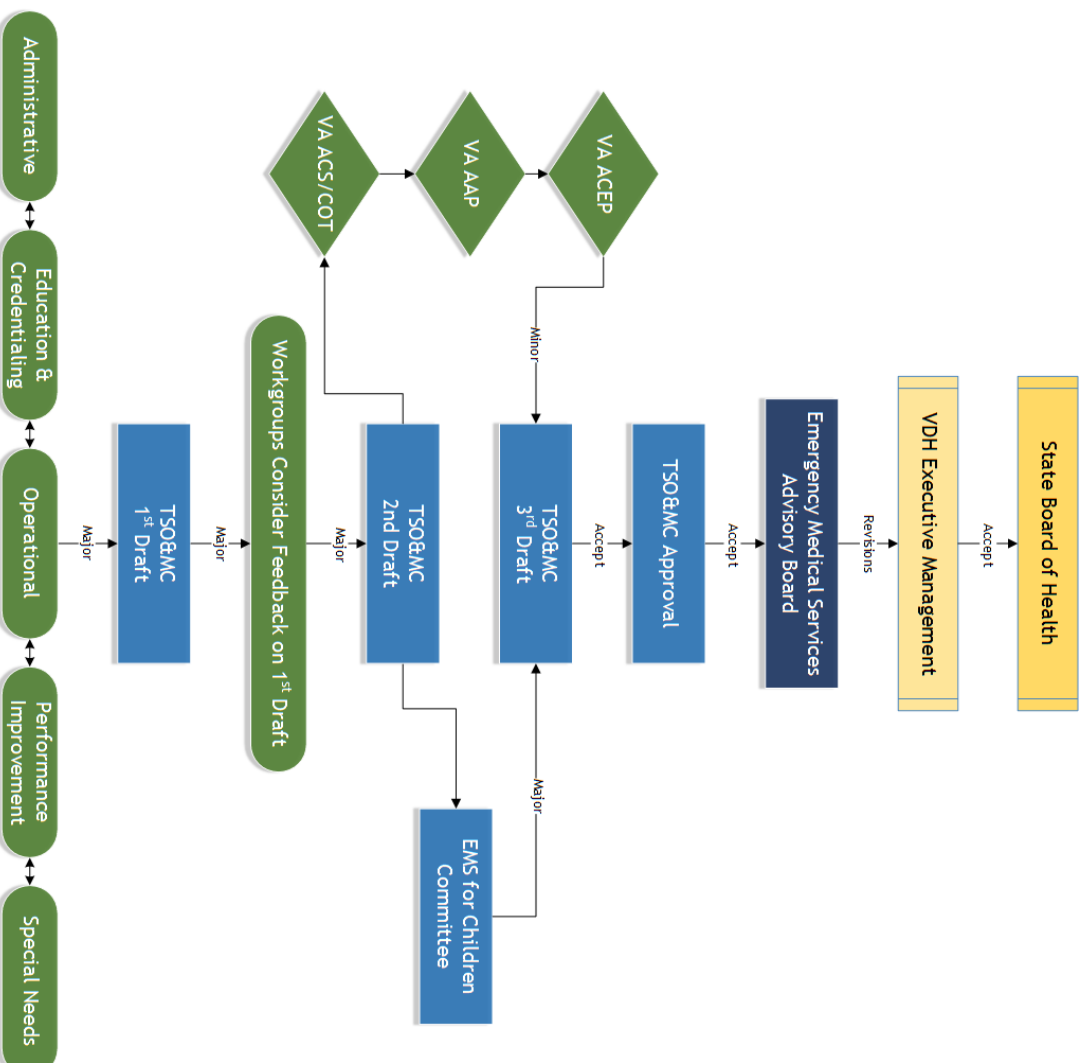 Administrative
Education &
Credentialing
Operational
Performance
Improvement
Special Needs
Major
TSO&MC
1st Draft
Major
Workgroups Consider Feedback on 1st Draft
Major
TSO&MC
2nd Draft
VA ACS/COT
VA AAP
VA ACEP
EMS for Children
Committee
Minor
Major
TSO&MC
3rd Draft
Accept
TSO&MC Approval
Accept
Emergency Medical Services
Advisory Board
Revisions
VDH Executive Management
Accept
State Board of Health